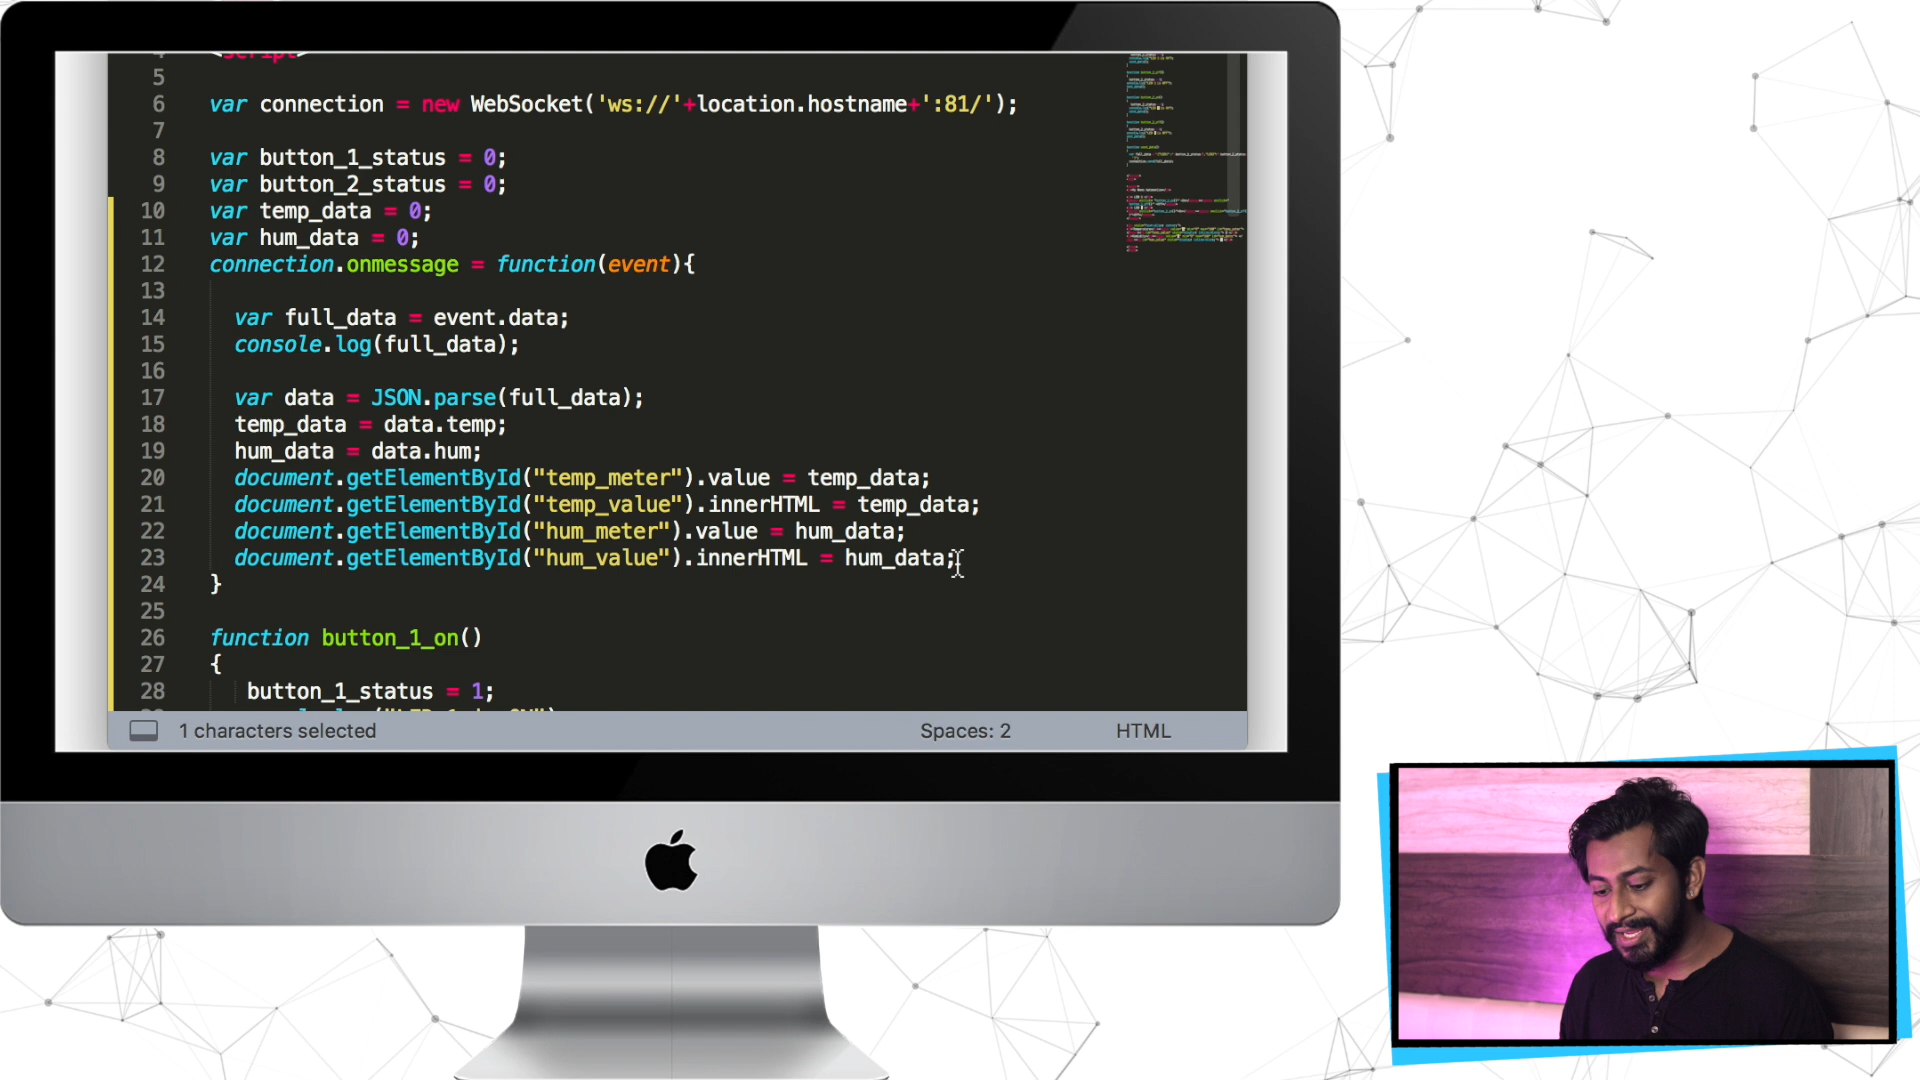 4 <script>
5
6 var connection = new WebSocket('ws://'+location.hostname+':81/');
7
8 var button_1_status = 0;
9 var button_2_status = 0;
10 var temp_data = 0;
11 var hum_data = 0;
12 connection.onmessage = function(event){
13
14 var full_data = event.data;
15 console.log(full_data);
16
17 var data = JSON.parse(full_data);
18 temp_data = data.temp;
19 hum_data = data.hum;
20 document.getElementById("temp_meter").value = temp_data;
21 document.getElementById("temp_value").innerHTML = temp_data;
22 document.getElementById("hum_meter").value = hum_data;
23 document.getElementById("hum_value").innerHTML = hum_data;
24 }
25
26 function button_1_on()
27 {
28 button_1_status = 1;
1 characters selected Spaces: 2 HTML